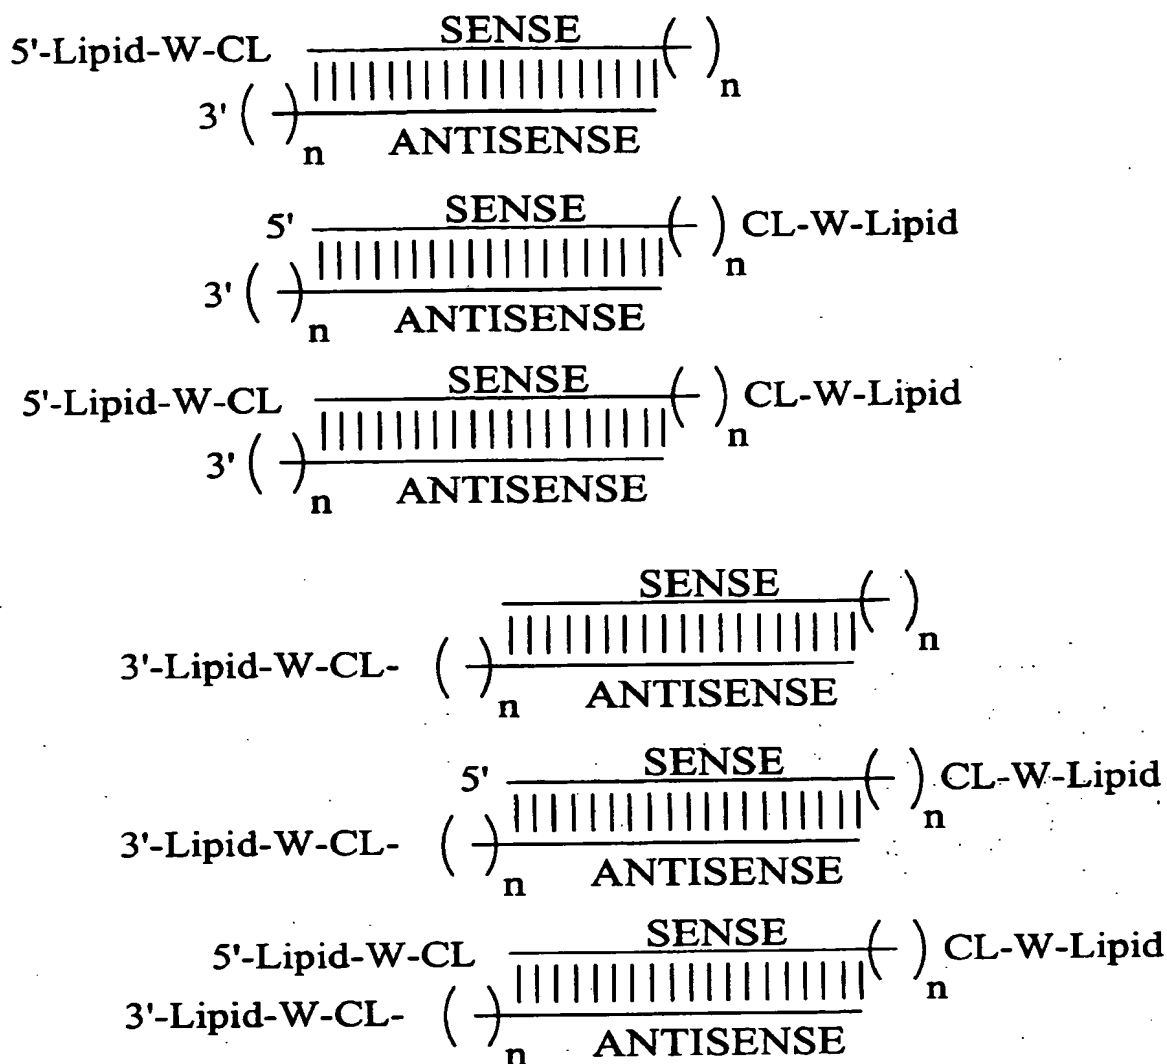 SENSE
5'-Lipid-W-CL ( )n
3' ( )n
ANTISENSE
SENSE
5' ( )n CL-W-Lipid
3' ( )n
ANTISENSE
SENSE
5'-Lipid-W-CL ( )n CL-W-Lipid
3' ( )n
ANTISENSE
SENSE
( )n
3'-Lipid-W-CL- ( )n
ANTISENSE
SENSE
5' ( )n CL-W-Lipid
3'-Lipid-W-CL- ( )n
ANTISENSE
SENSE
5'-Lipid-W-CL ( )n CL-W-Lipid
3'-Lipid-W-CL- ( )n
ANTISENSE